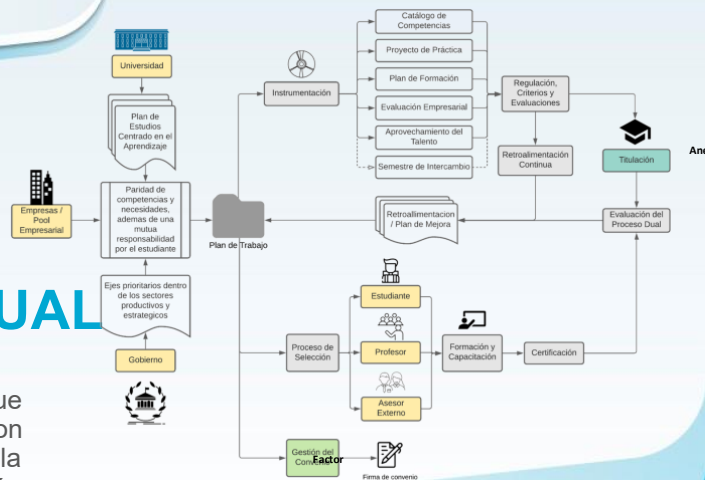 Universidad
Plan de
Estudios
Centrado en el
Aprendizaje
Empresas /
Pool
Empresarial
Paridad de
competencias y
necesidades,
ademas de una
mutua
responsabilidad
por el estudiante
Ejes prioritarios dentro
de los sectores
productivos y
estrategicos
Gobierno
UAL
ue
on
la
Plan de Trabajo
Instrumentación
Catálogo de
Competencias
Proyecto de Práctica
Plan de Formación
Evaluación Empresarial
Aprovechamiento del
Talento
Semestre de Intercambio
Regulación,
Criterios y
Evaluaciones
Retroalimentación
Continua
Titulación
Ane
Evaluación del
Proceso Dual
Retroallimentacion
/ Plan de Mejora
Proceso de
Selección
Estudiante
Profesor
Asesor
Externo
Formación y
Capacitación
Certificación
Gestión del
Convenio
Factor
Firma de convenio